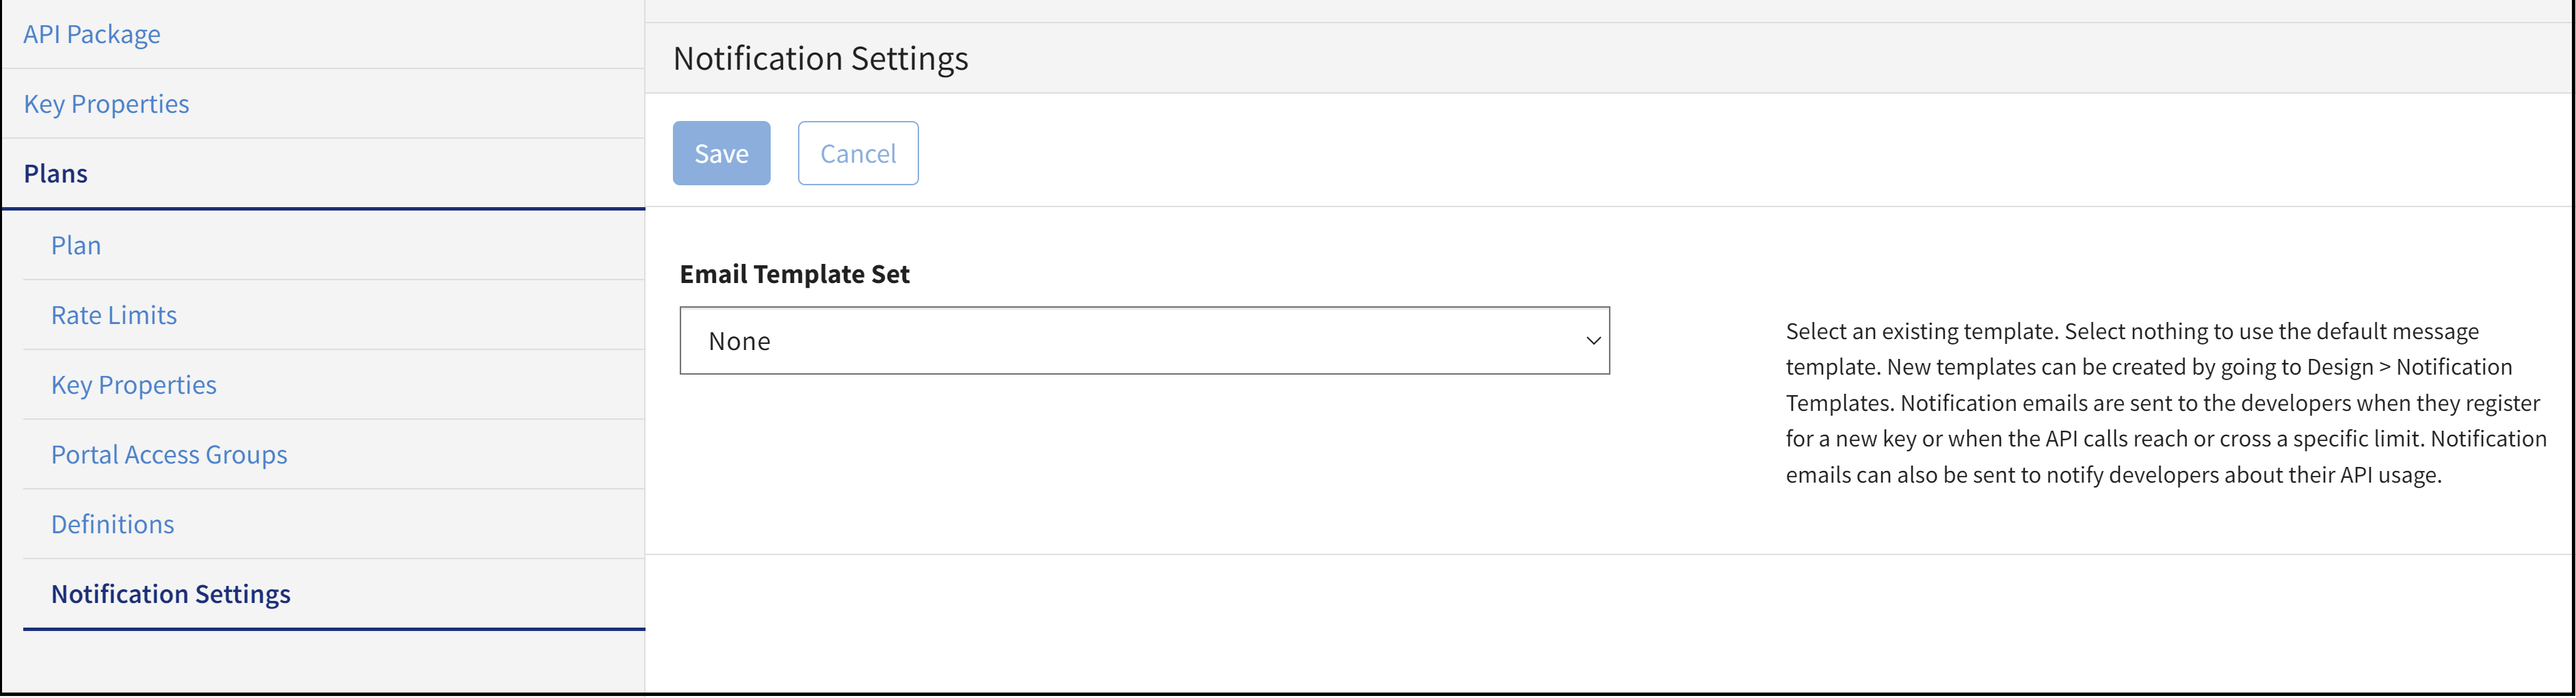 API Package
Key Properties
Plans
Plan
Rate Limits
Key Properties
Portal Access Groups
Definitions
Notification Settings
Notification Settings
Save
Cancel
Email Template Set
None
Select an existing template. Select nothing to use the default message
template. New templates can be created by going to Design > Notification
Templates. Notification emails are sent to the developers when they register
for a new key or when the API calls reach or cross a specific limit. Notification
emails can also be sent to notify developers about their API usage.